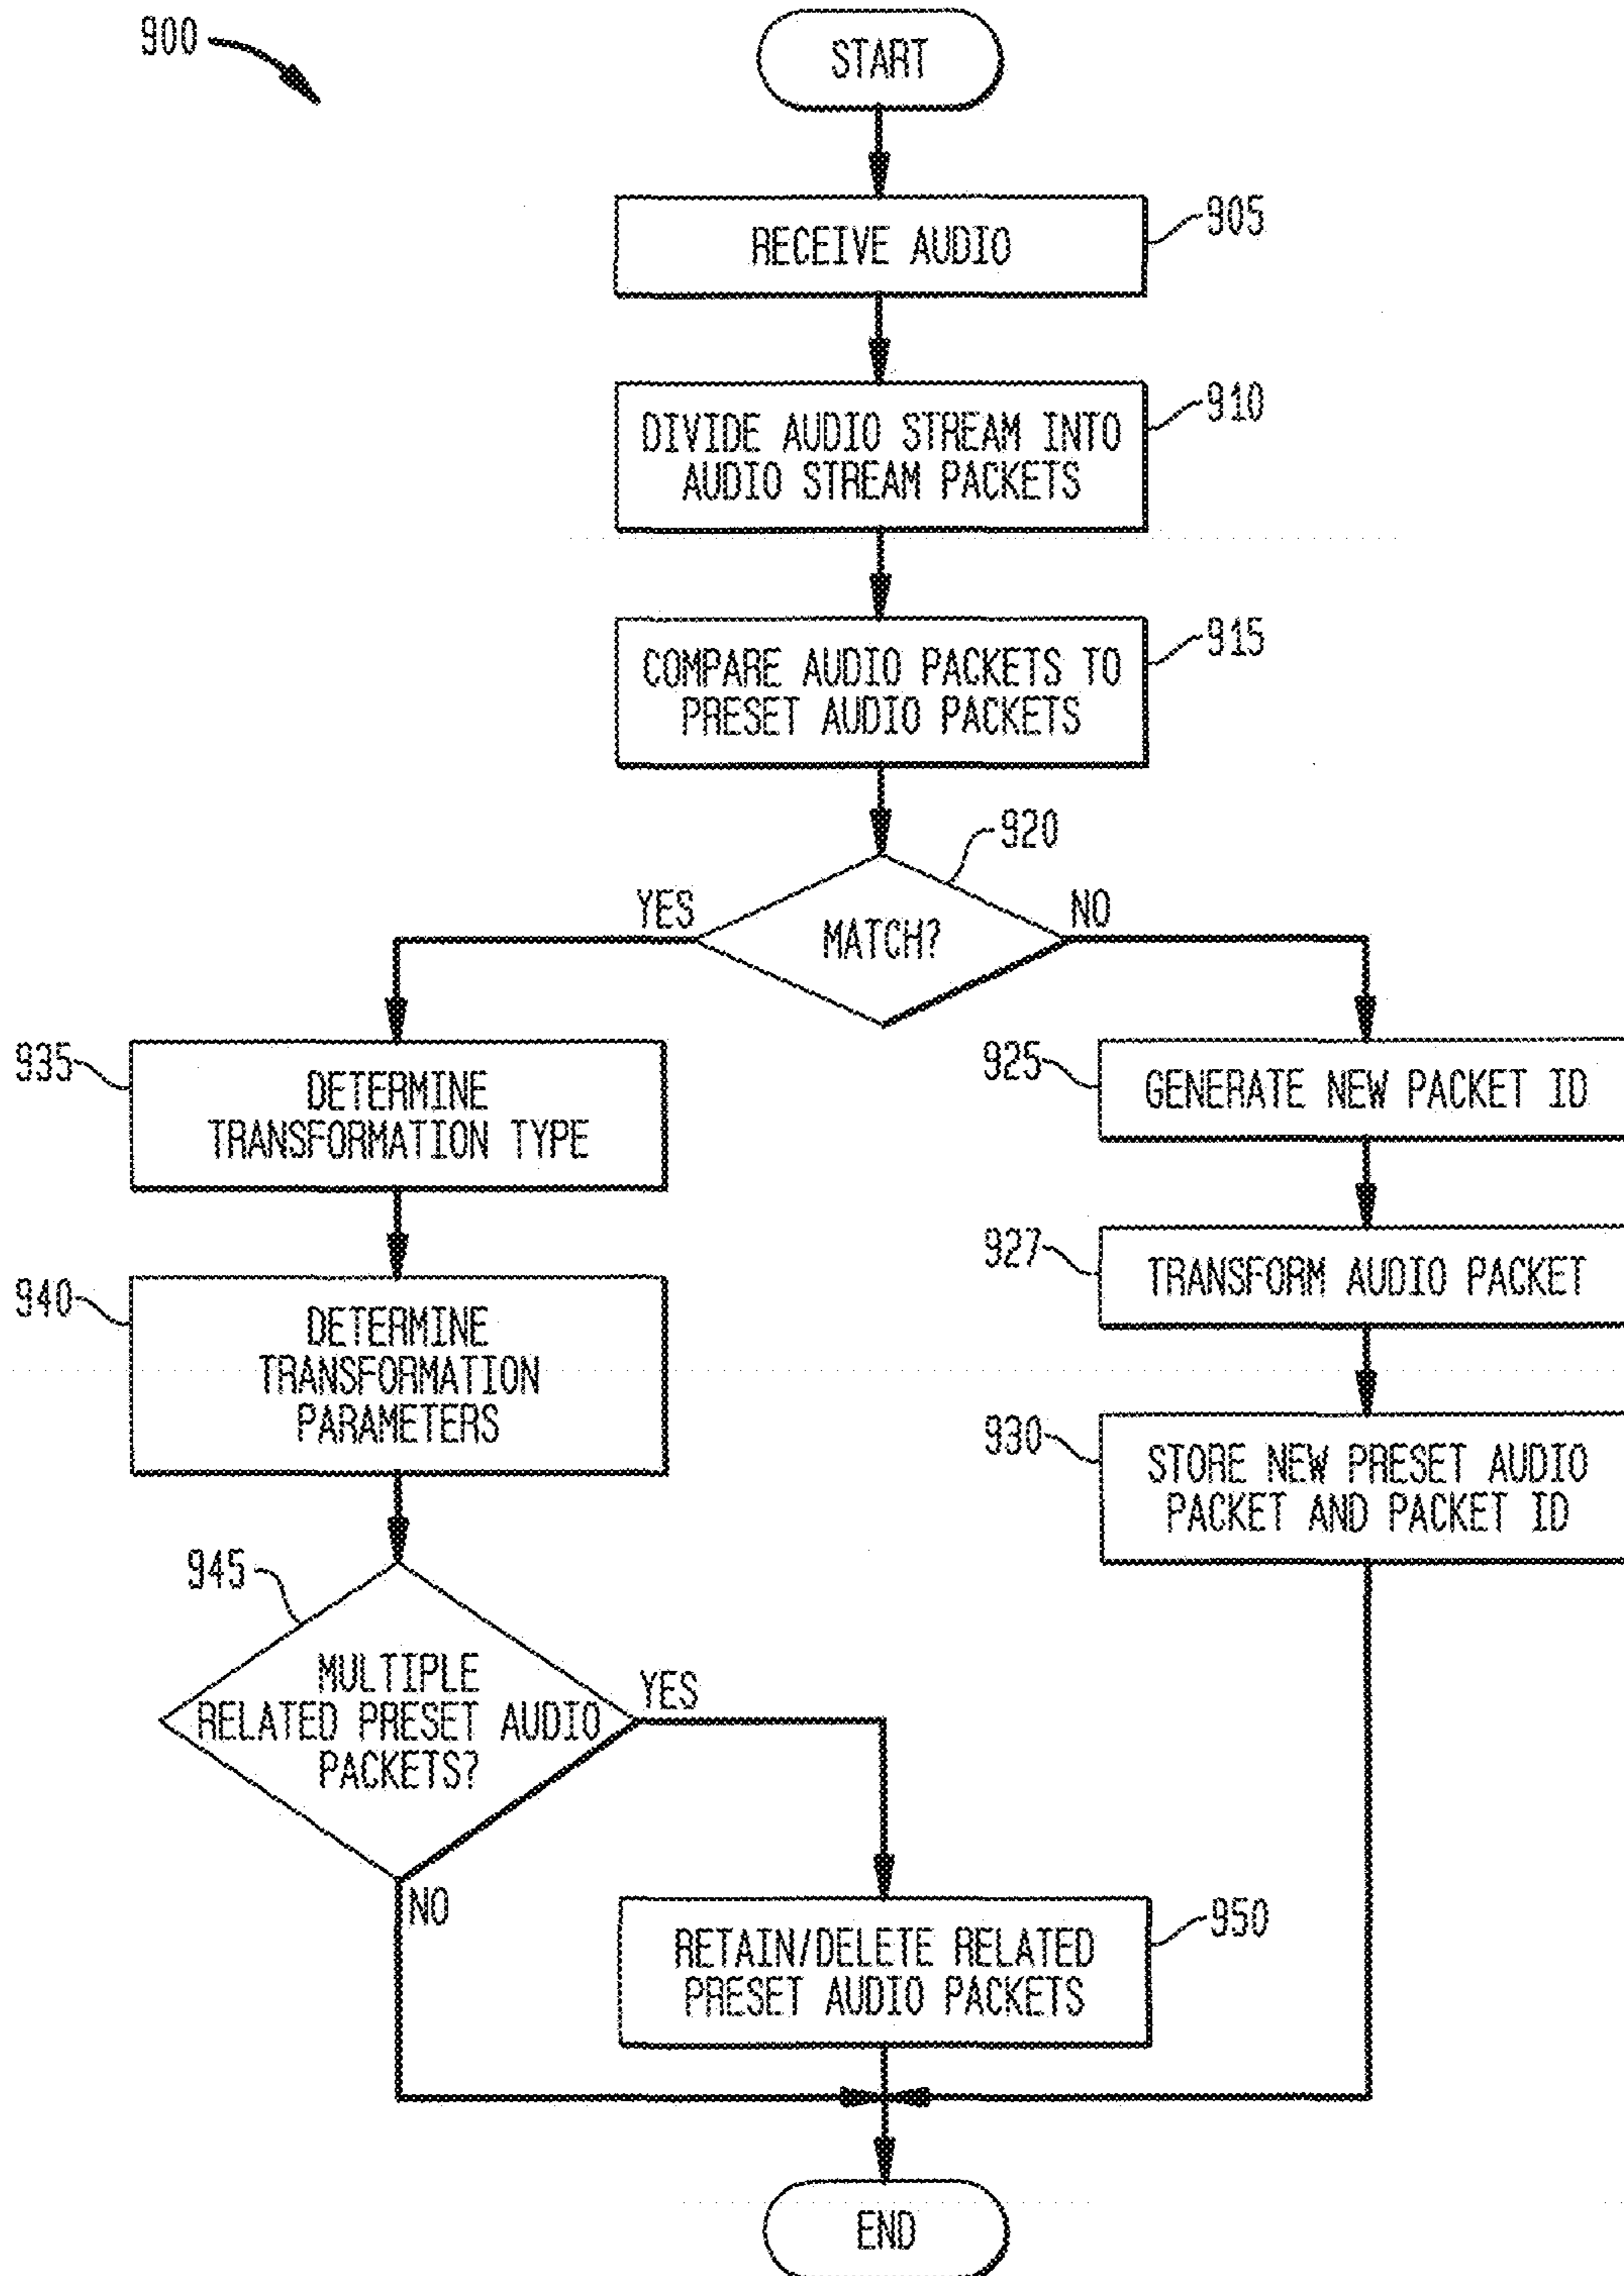 900
START
RECEIVE AUDIO
905
DIVIDE AUDIO STREAM INTO
AUDIO STREAM PACKETS
910
COMPARE AUDIO PACKETS TO
PRESET AUDIO PACKETS
915
920
YES
MATCH?
NO
935
DETERMINE
TRANSFORMATION TYPE
925
GENERATE NEW PACKET ID
927
TRANSFORM AUDIO PACKET
940
DETERMINE
TRANSFORMATION
PARAMETERS
930
STORE NEW PRESET AUDIO
PACKET AND PACKET ID
945
MULTIPLE
RELATED PRESET AUDIO
PACKETS?
YES
NO
RETAIN/DELETE RELATED
PRESET AUDIO PACKETS
950
END